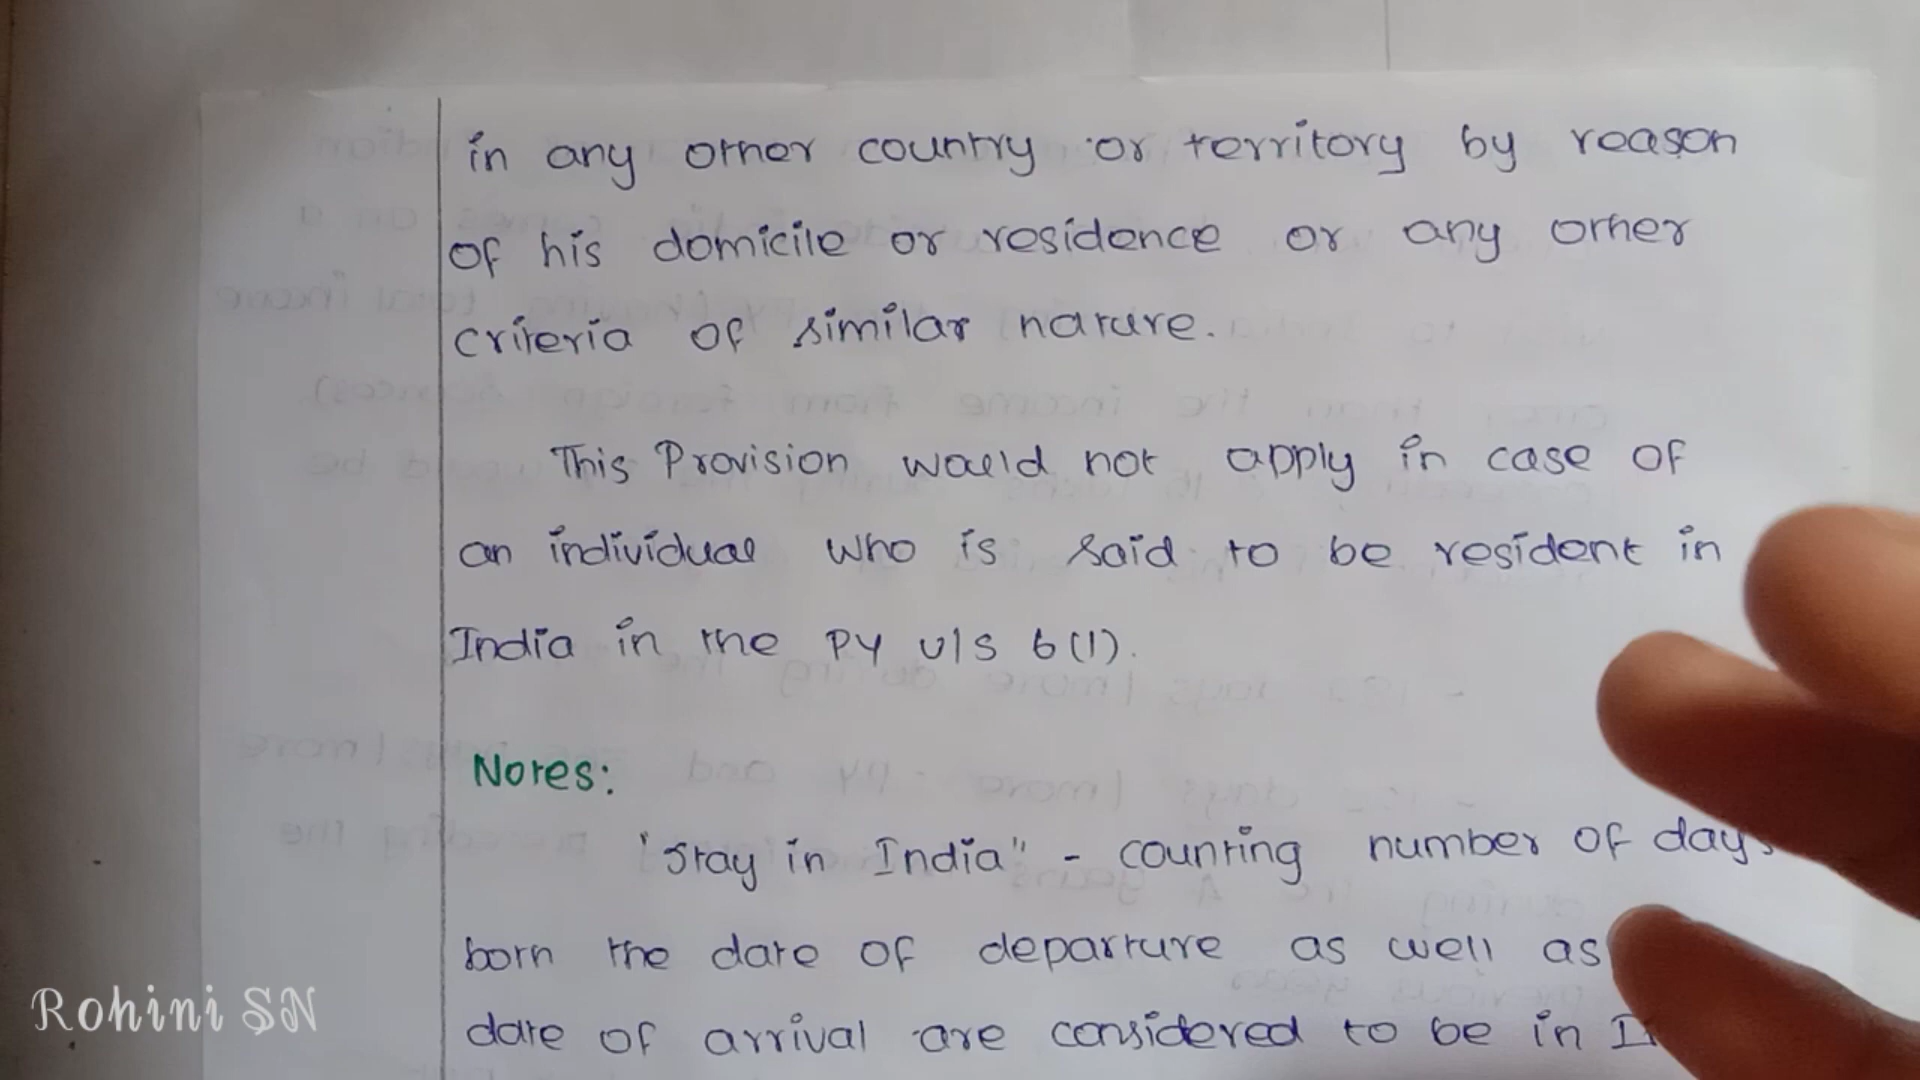 in any other country or territory by reason
of his domicile or residence or any other
criteria of similar nature.
This Provision would not apply in case of
an individual who is said to be resident in
India in the PY u/s 6(1).
Notes:
"Stay in India" - counting number of days
both the date of departure as well as
date of arrival are considered to be in
Rohini SN